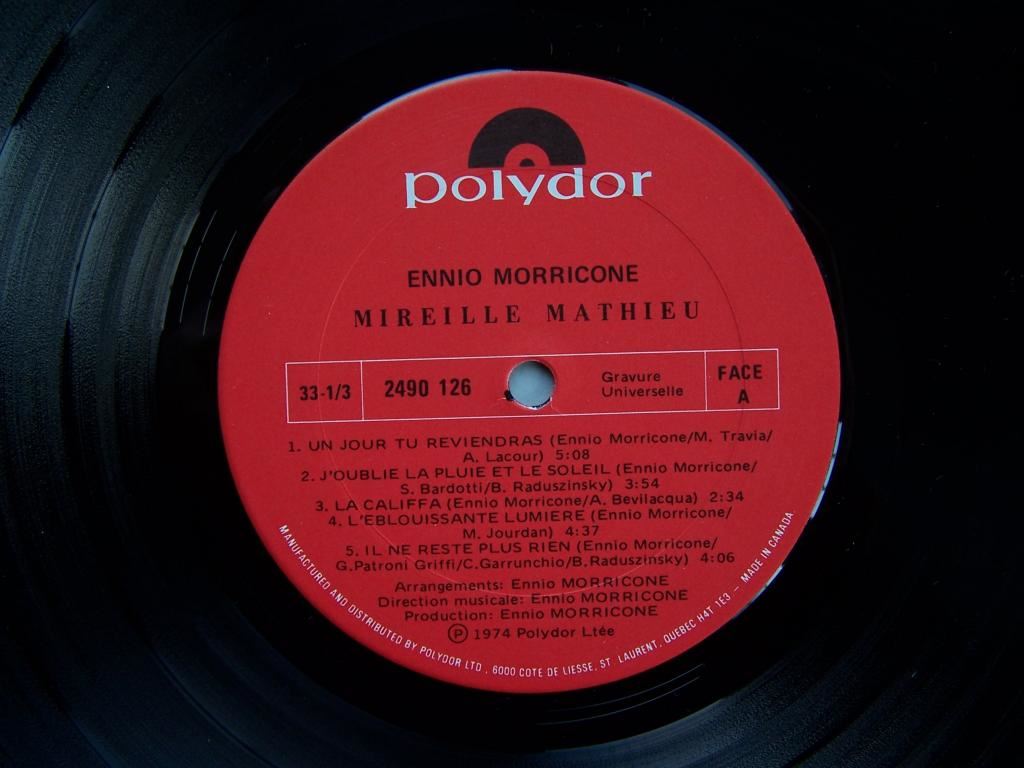 polydor
ENNIO MORRICONE
MIREILLE MATHIEU
33-1/3
2490 126
Gravure
Universelle
FACE
A
1. UN JOUR TU REVIENDRAS (Ennio Morricone/M. Travia/
A. Lacour) 5:08
2. J'OUBLIE LA PLUIE ET LE SOLEIL (Ennio Morricone/
S. Bardotti/B. Raduszinsky) 3:54
3. LA CALIFFA (Ennio Morricone/A. Bevilacqua) 2:34
4. L'EBLOUISSANTE LUMIERE (Ennio Morricone/
M. Jourdan) 4:37
5. IL NE RESTE PLUS RIEN (Ennio Morricone/
G.Patroni Griffi/C.Garrunchio/B.Raduszinsky) 4:06
Arrangements: Ennio MORRICONE
Direction musicale: Ennio MORRICONE
Production: Ennio MORRICONE
℗ 1974 Polydor Ltée
MANUFACTURED AND DISTRIBUTED BY POLYDOR LTD., 6000 COTE DE LIESSE, ST. LAURENT, QUEBEC H4T 1E3 - MADE IN CANADA